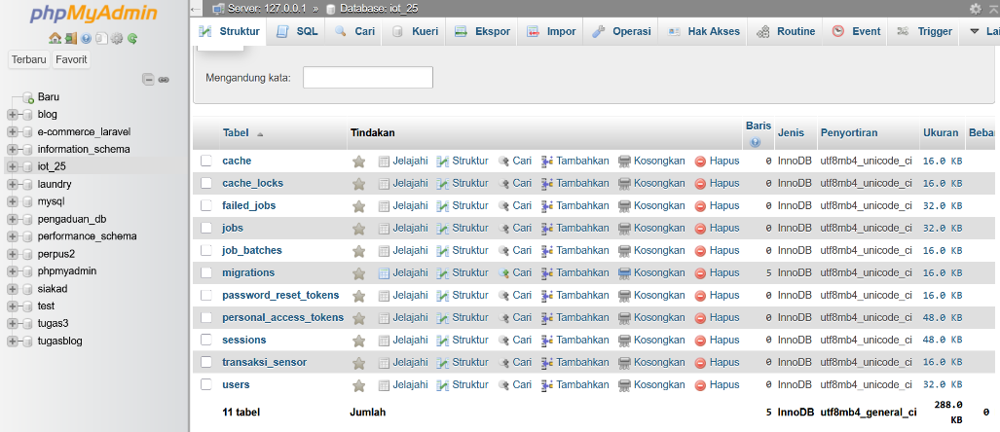 phpMyAdmin
Server: 127.0.0.1 » Database: iot_25
Struktur SQL Cari Kueri Ekspor Impor Operasi Hak Akses Routine Event Trigger Lai
Terbaru Favorit
Mengandung kata:
Baru
blog
e-commerce_laravel
information_schema
iot_25
laundry
mysql
pengaduan_db
performance_schema
perpus2
phpmyadmin
siakad
test
tugas3
tugasblog
Tabel Tindakan Baris Jenis Penyortiran Ukuran Beba
cache Jelajahi Struktur Cari Tambahkan Kosongkan Hapus 0 InnoDB utf8mb4_unicode_ci 16.0 KB
cache_locks Jelajahi Struktur Cari Tambahkan Kosongkan Hapus 0 InnoDB utf8mb4_unicode_ci 16.0 KB
failed_jobs Jelajahi Struktur Cari Tambahkan Kosongkan Hapus 0 InnoDB utf8mb4_unicode_ci 32.0 KB
jobs Jelajahi Struktur Cari Tambahkan Kosongkan Hapus 0 InnoDB utf8mb4_unicode_ci 32.0 KB
job_batches Jelajahi Struktur Cari Tambahkan Kosongkan Hapus 0 InnoDB utf8mb4_unicode_ci 16.0 KB
migrations Jelajahi Struktur Cari Tambahkan Kosongkan Hapus 5 InnoDB utf8mb4_unicode_ci 16.0 KB
password_reset_tokens Jelajahi Struktur Cari Tambahkan Kosongkan Hapus 0 InnoDB utf8mb4_unicode_ci 16.0 KB
personal_access_tokens Jelajahi Struktur Cari Tambahkan Kosongkan Hapus 0 InnoDB utf8mb4_unicode_ci 48.0 KB
sessions Jelajahi Struktur Cari Tambahkan Kosongkan Hapus 0 InnoDB utf8mb4_unicode_ci 48.0 KB
transaksi_sensor Jelajahi Struktur Cari Tambahkan Kosongkan Hapus 0 InnoDB utf8mb4_unicode_ci 16.0 KB
users Jelajahi Struktur Cari Tambahkan Kosongkan Hapus 0 InnoDB utf8mb4_unicode_ci 32.0 KB
11 tabel Jumlah 5 InnoDB utf8mb4_general_ci 288.0 0
KB